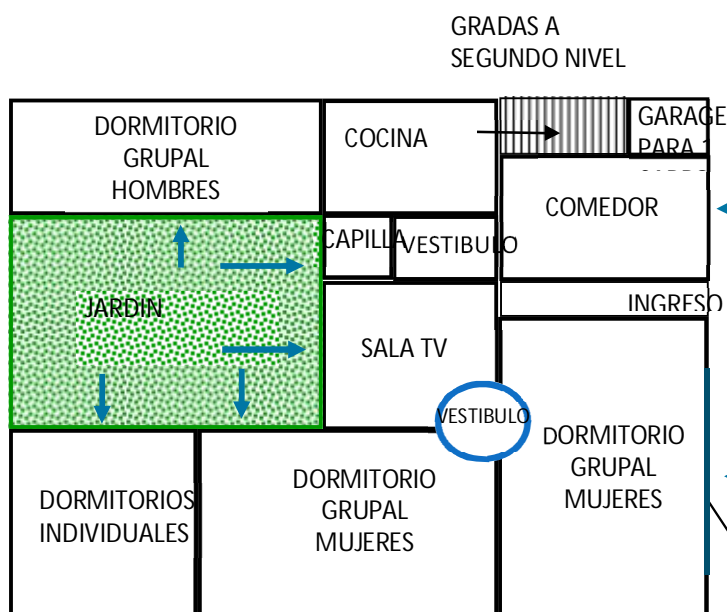 GRADAS A
SEGUNDO NIVEL
DORMITORIO
GRUPAL
HOMBRES
COCINA
GARAGE
PARA
COMEDOR
CAPILLA
VESTIBULO
INGRESO
JARDIN
SALA TV
VESTIBULO
DORMITORIO
GRUPAL
MUJERES
DORMITORIO
GRUPAL
MUJERES
DORMITORIOS
INDIVIDUALES